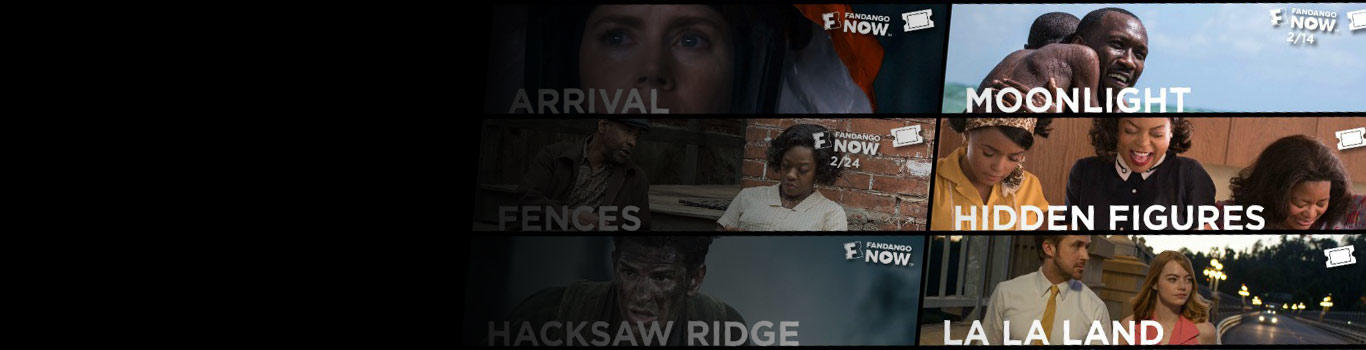 FANDANGO
NOW
ARRIVAL
FANDANGO
NOW
2/14
MOONLIGHT
FANDANGO
NOW
2/24
FENCES
HIDDEN FIGURES
FANDANGO
NOW
HACKSAW RIDGE
LA LA LAND